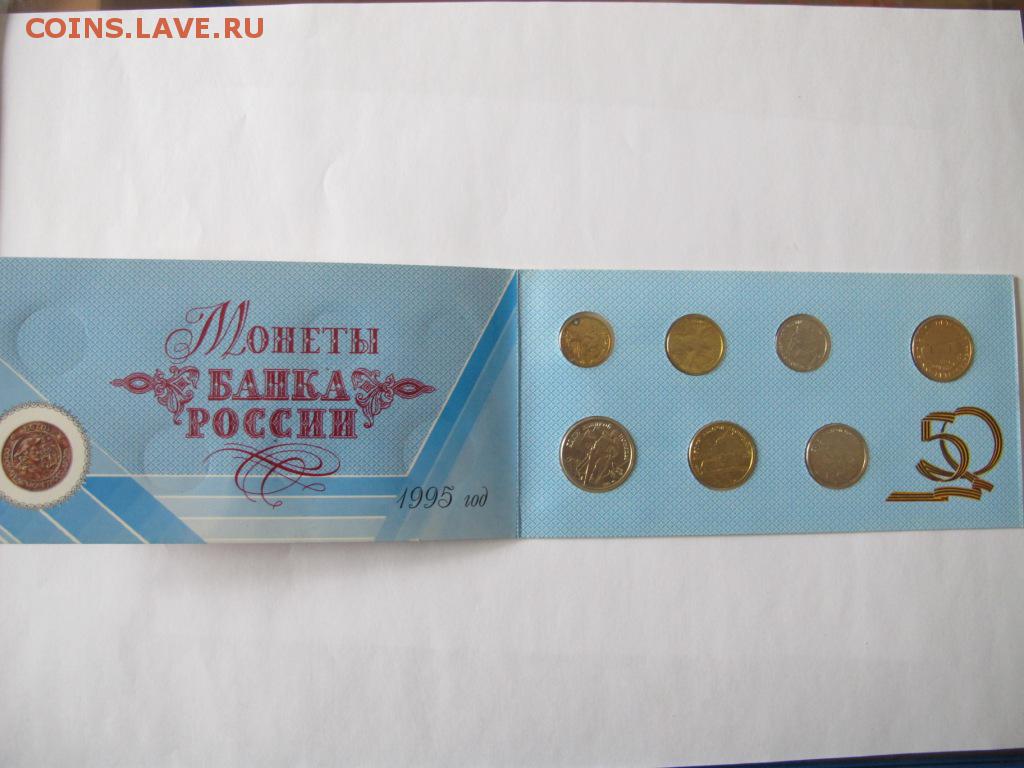 COINS.LAVE.RU
Монеты
БАНКА
РОССИИ
1995 год
50